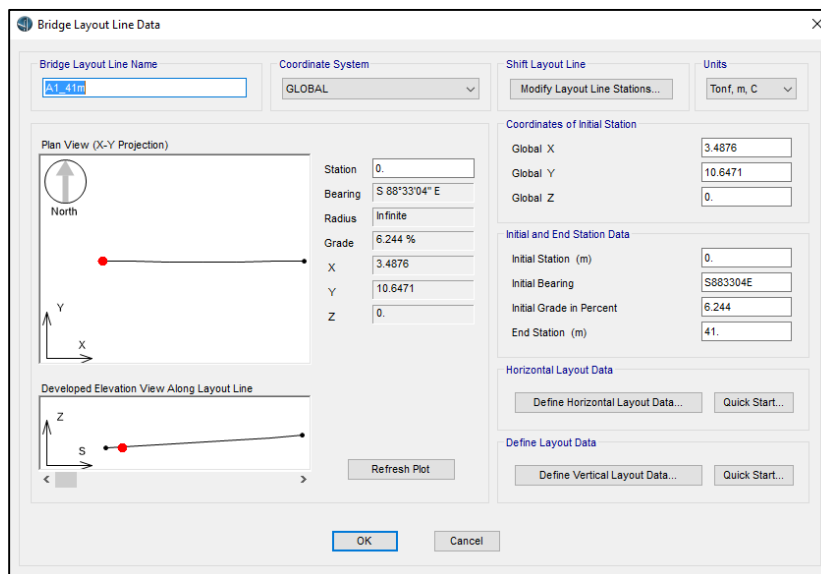 Bridge Layout Line Data
Bridge Layout Line Name
A1_41m
Coordinate System
GLOBAL
Shift Layout Line
Modify Layout Line Stations...
Units
Tonf, m, C
Plan View (X-Y Projection)
North
Y
X
Station 0.
Bearing S 88°33'04" E
Radius Infinite
Grade 6.244 %
X 3.4876
Y 10.6471
Z 0.
Coordinates of Initial Station
Global X 3.4876
Global Y 10.6471
Global Z 0.
Initial and End Station Data
Initial Station (m) 0.
Initial Bearing S883304E
Initial Grade in Percent 6.244
End Station (m) 41.
Developed Elevation View Along Layout Line
Z
S
Refresh Plot
Horizontal Layout Data
Define Horizontal Layout Data... Quick Start...
Define Layout Data
Define Vertical Layout Data... Quick Start...
OK Cancel